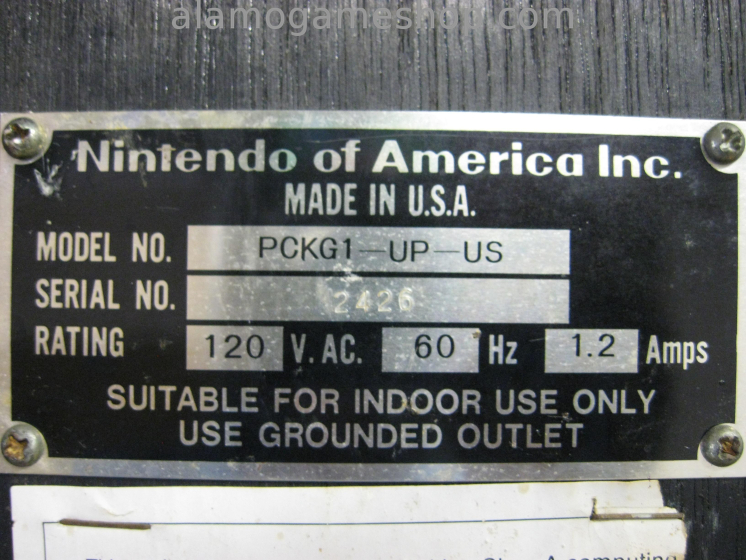 alamogameshop.com
Nintendo of America Inc.
MADE IN U.S.A.
MODEL NO. PCKG1-UP-US
SERIAL NO. 2426
RATING 120 V. AC. 60 Hz 1.2 Amps
SUITABLE FOR INDOOR USE ONLY
USE GROUNDED OUTLET
A computing